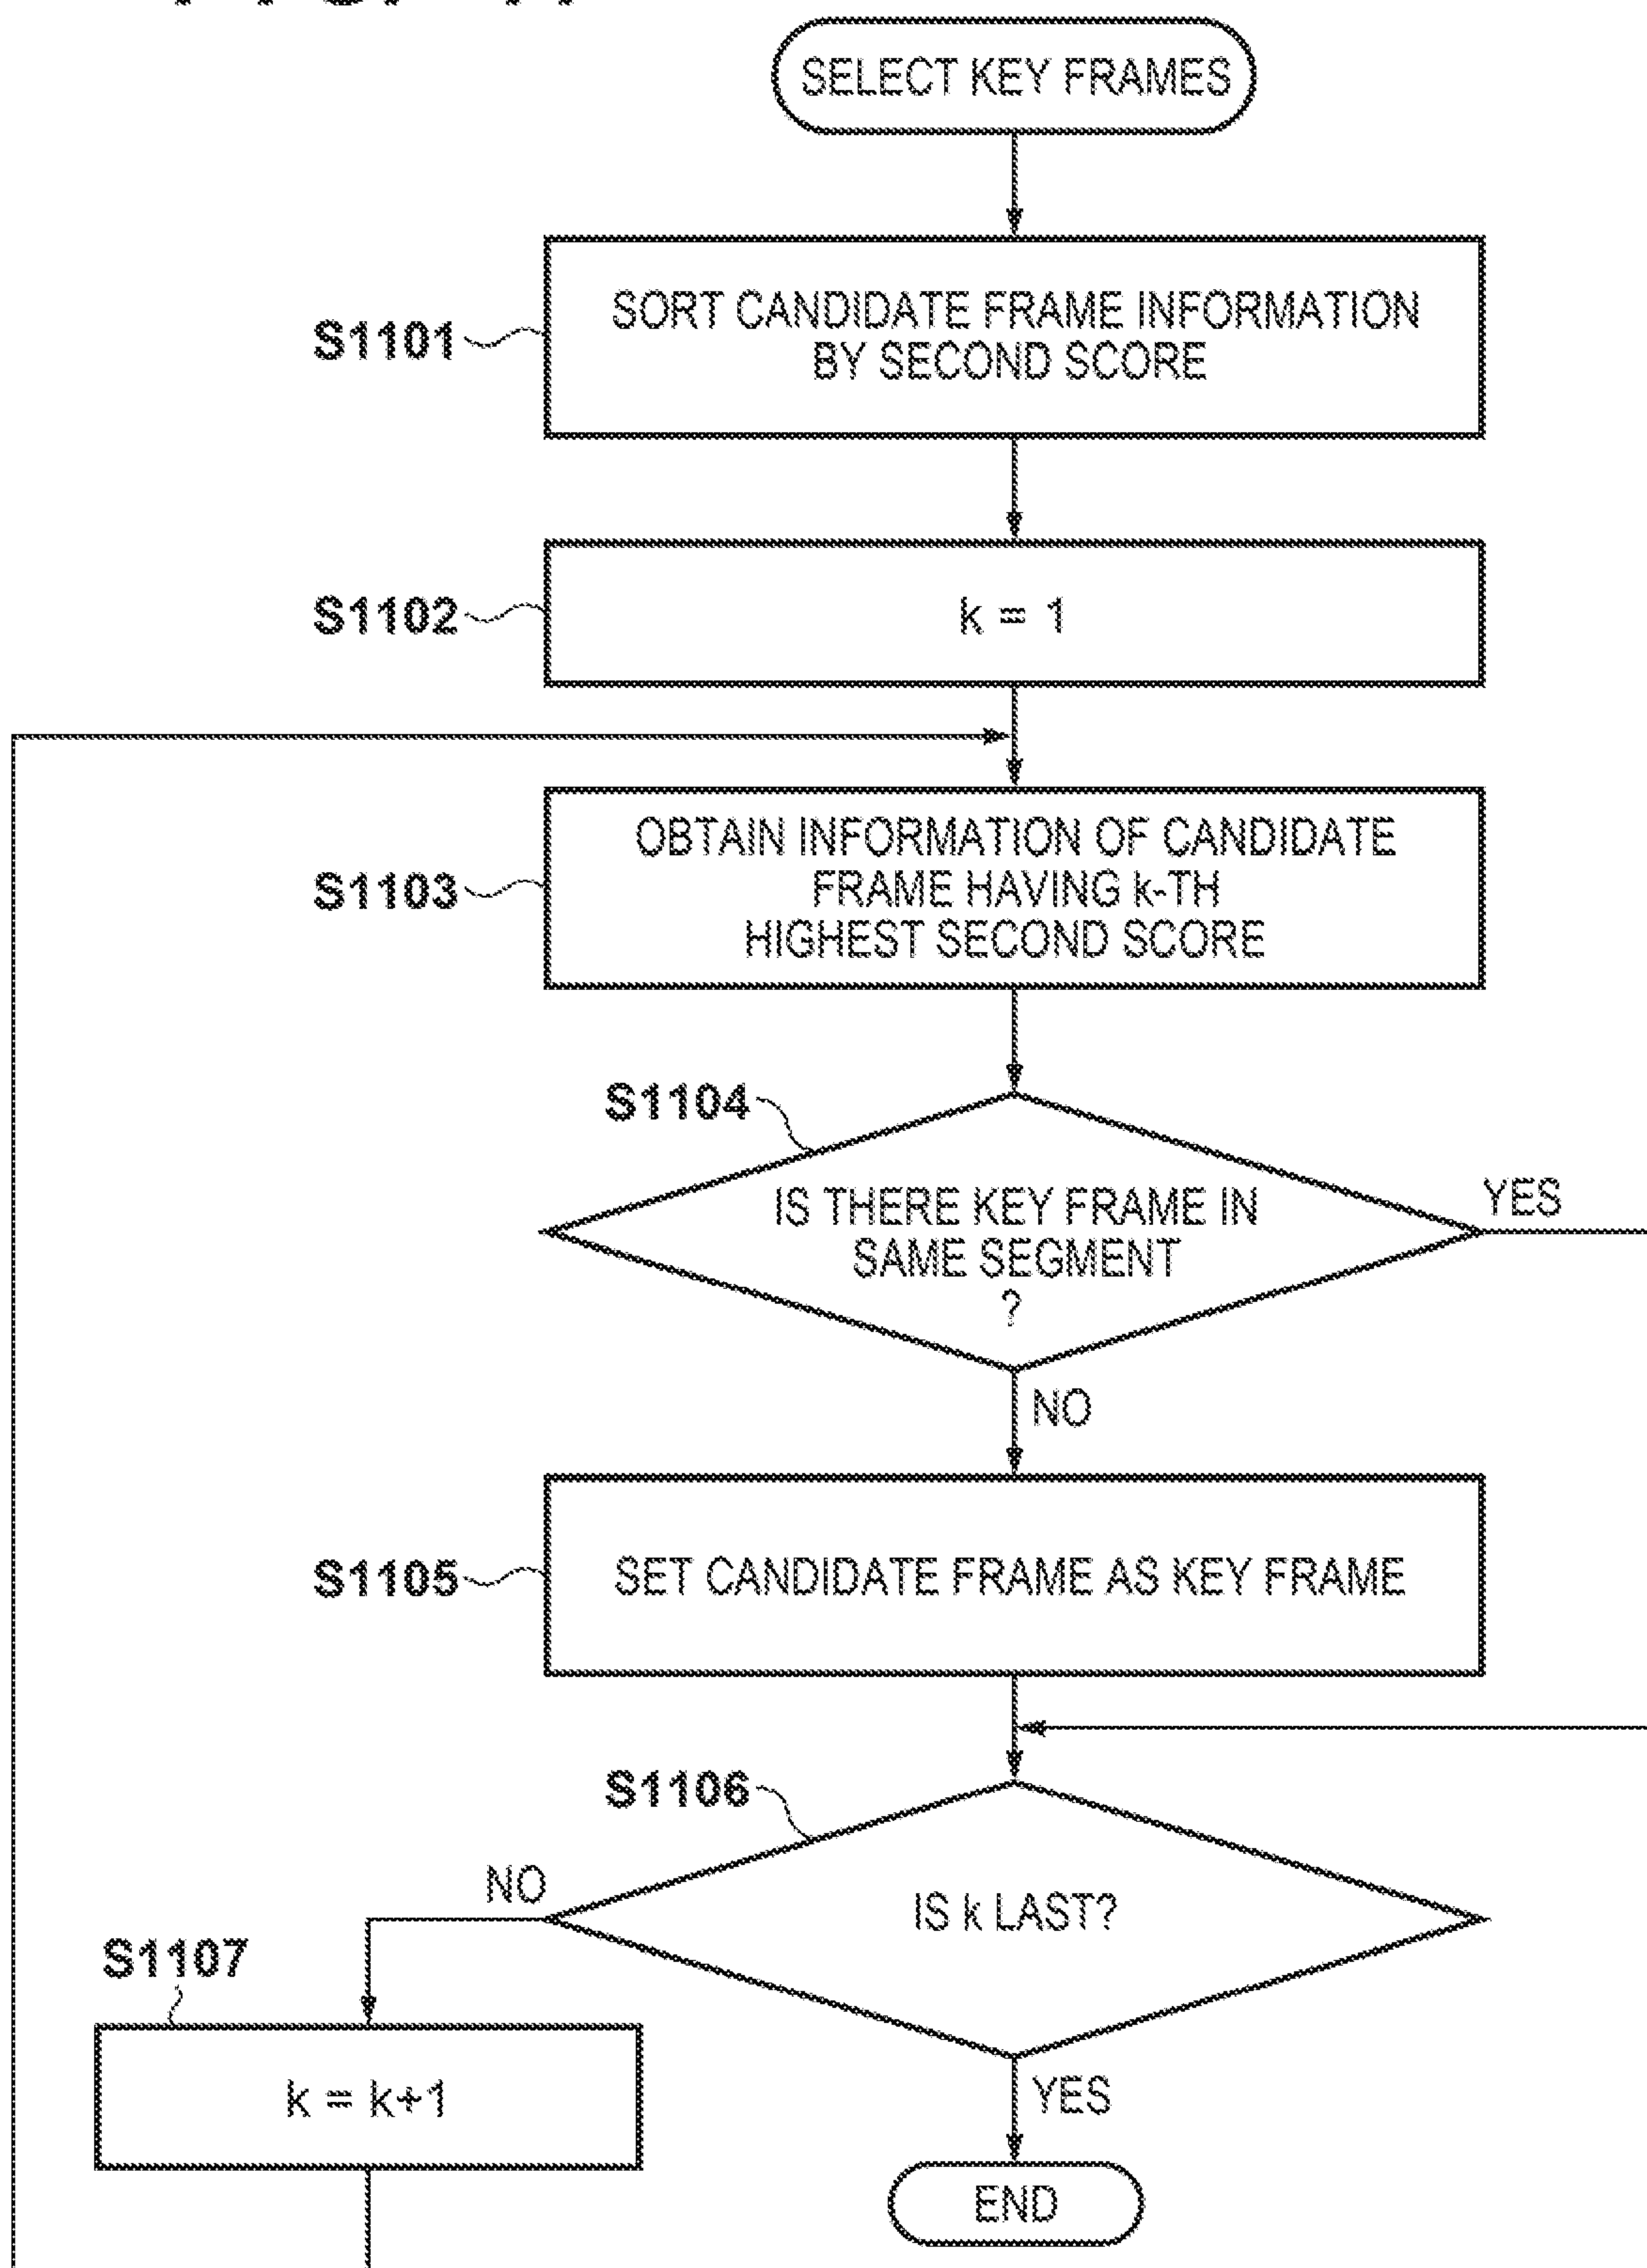 SELECT KEY FRAMES
S1101
SORT CANDIDATE FRAME INFORMATION
BY SECOND SCORE
S1102
k = 1
S1103
OBTAIN INFORMATION OF CANDIDATE
FRAME HAVING k-TH
HIGHEST SECOND SCORE
S1104
IS THERE KEY FRAME IN
SAME SEGMENT
?
YES
NO
S1105
SET CANDIDATE FRAME AS KEY FRAME
S1106
IS k LAST?
NO
S1107
k = k+1
YES
END